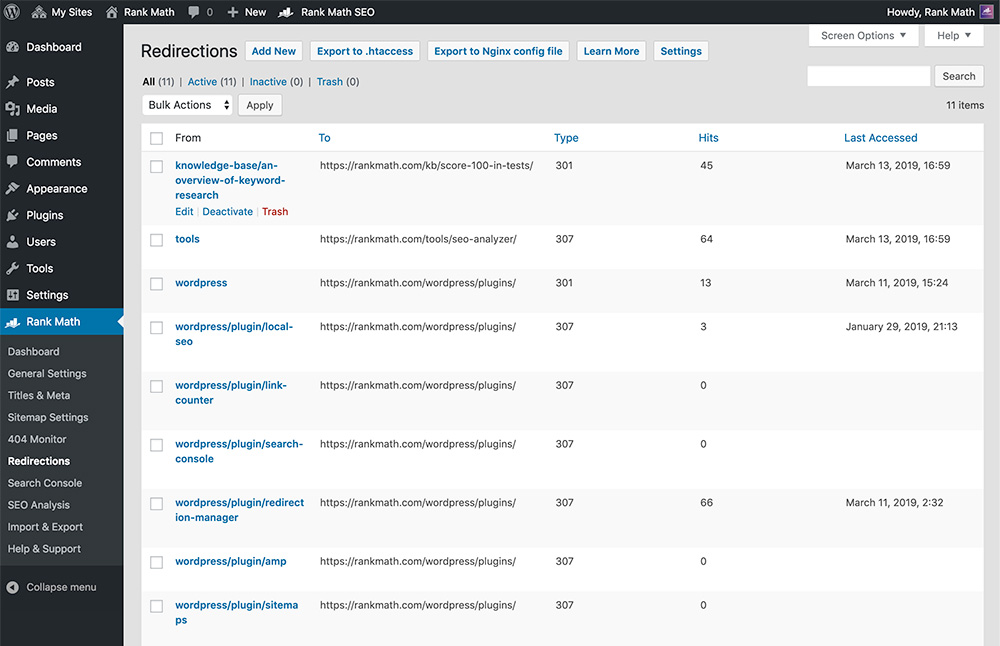 My Sites Rank Math 0 New Rank Math SEO Howdy, Rank Math
Dashboard
Posts
Media
Pages
Comments
Appearance
Plugins
Users
Tools
Settings
Rank Math
Dashboard
General Settings
Titles & Meta
Sitemap Settings
404 Monitor
Redirections
Search Console
SEO Analysis
Import & Export
Help & Support
Collapse menu
Screen Options Help
Redirections Add New Export to .htaccess Export to Nginx config file Learn More Settings
All (11) | Active (11) | Inactive (0) | Trash (0)
Search
Bulk Actions Apply
11 items
From To Type Hits Last Accessed
knowledge-base/an- https://rankmath.com/kb/score-100-in-tests/ 301 45 March 13, 2019, 16:59
overview-of-keyword-
research
Edit | Deactivate | Trash
tools https://rankmath.com/tools/seo-analyzer/ 307 64 March 13, 2019, 16:59
wordpress https://rankmath.com/wordpress/plugins/ 301 13 March 11, 2019, 15:24
wordpress/plugin/local- https://rankmath.com/wordpress/plugins/ 307 3 January 29, 2019, 21:13
seo
wordpress/plugin/link- https://rankmath.com/wordpress/plugins/ 307 0
counter
wordpress/plugin/search- https://rankmath.com/wordpress/plugins/ 307 0
console
wordpress/plugin/redirect https://rankmath.com/wordpress/plugins/ 307 66 March 11, 2019, 2:32
ion-manager
wordpress/plugin/amp https://rankmath.com/wordpress/plugins/ 307 0
wordpress/plugin/sitema https://rankmath.com/wordpress/plugins/ 307 0
ps